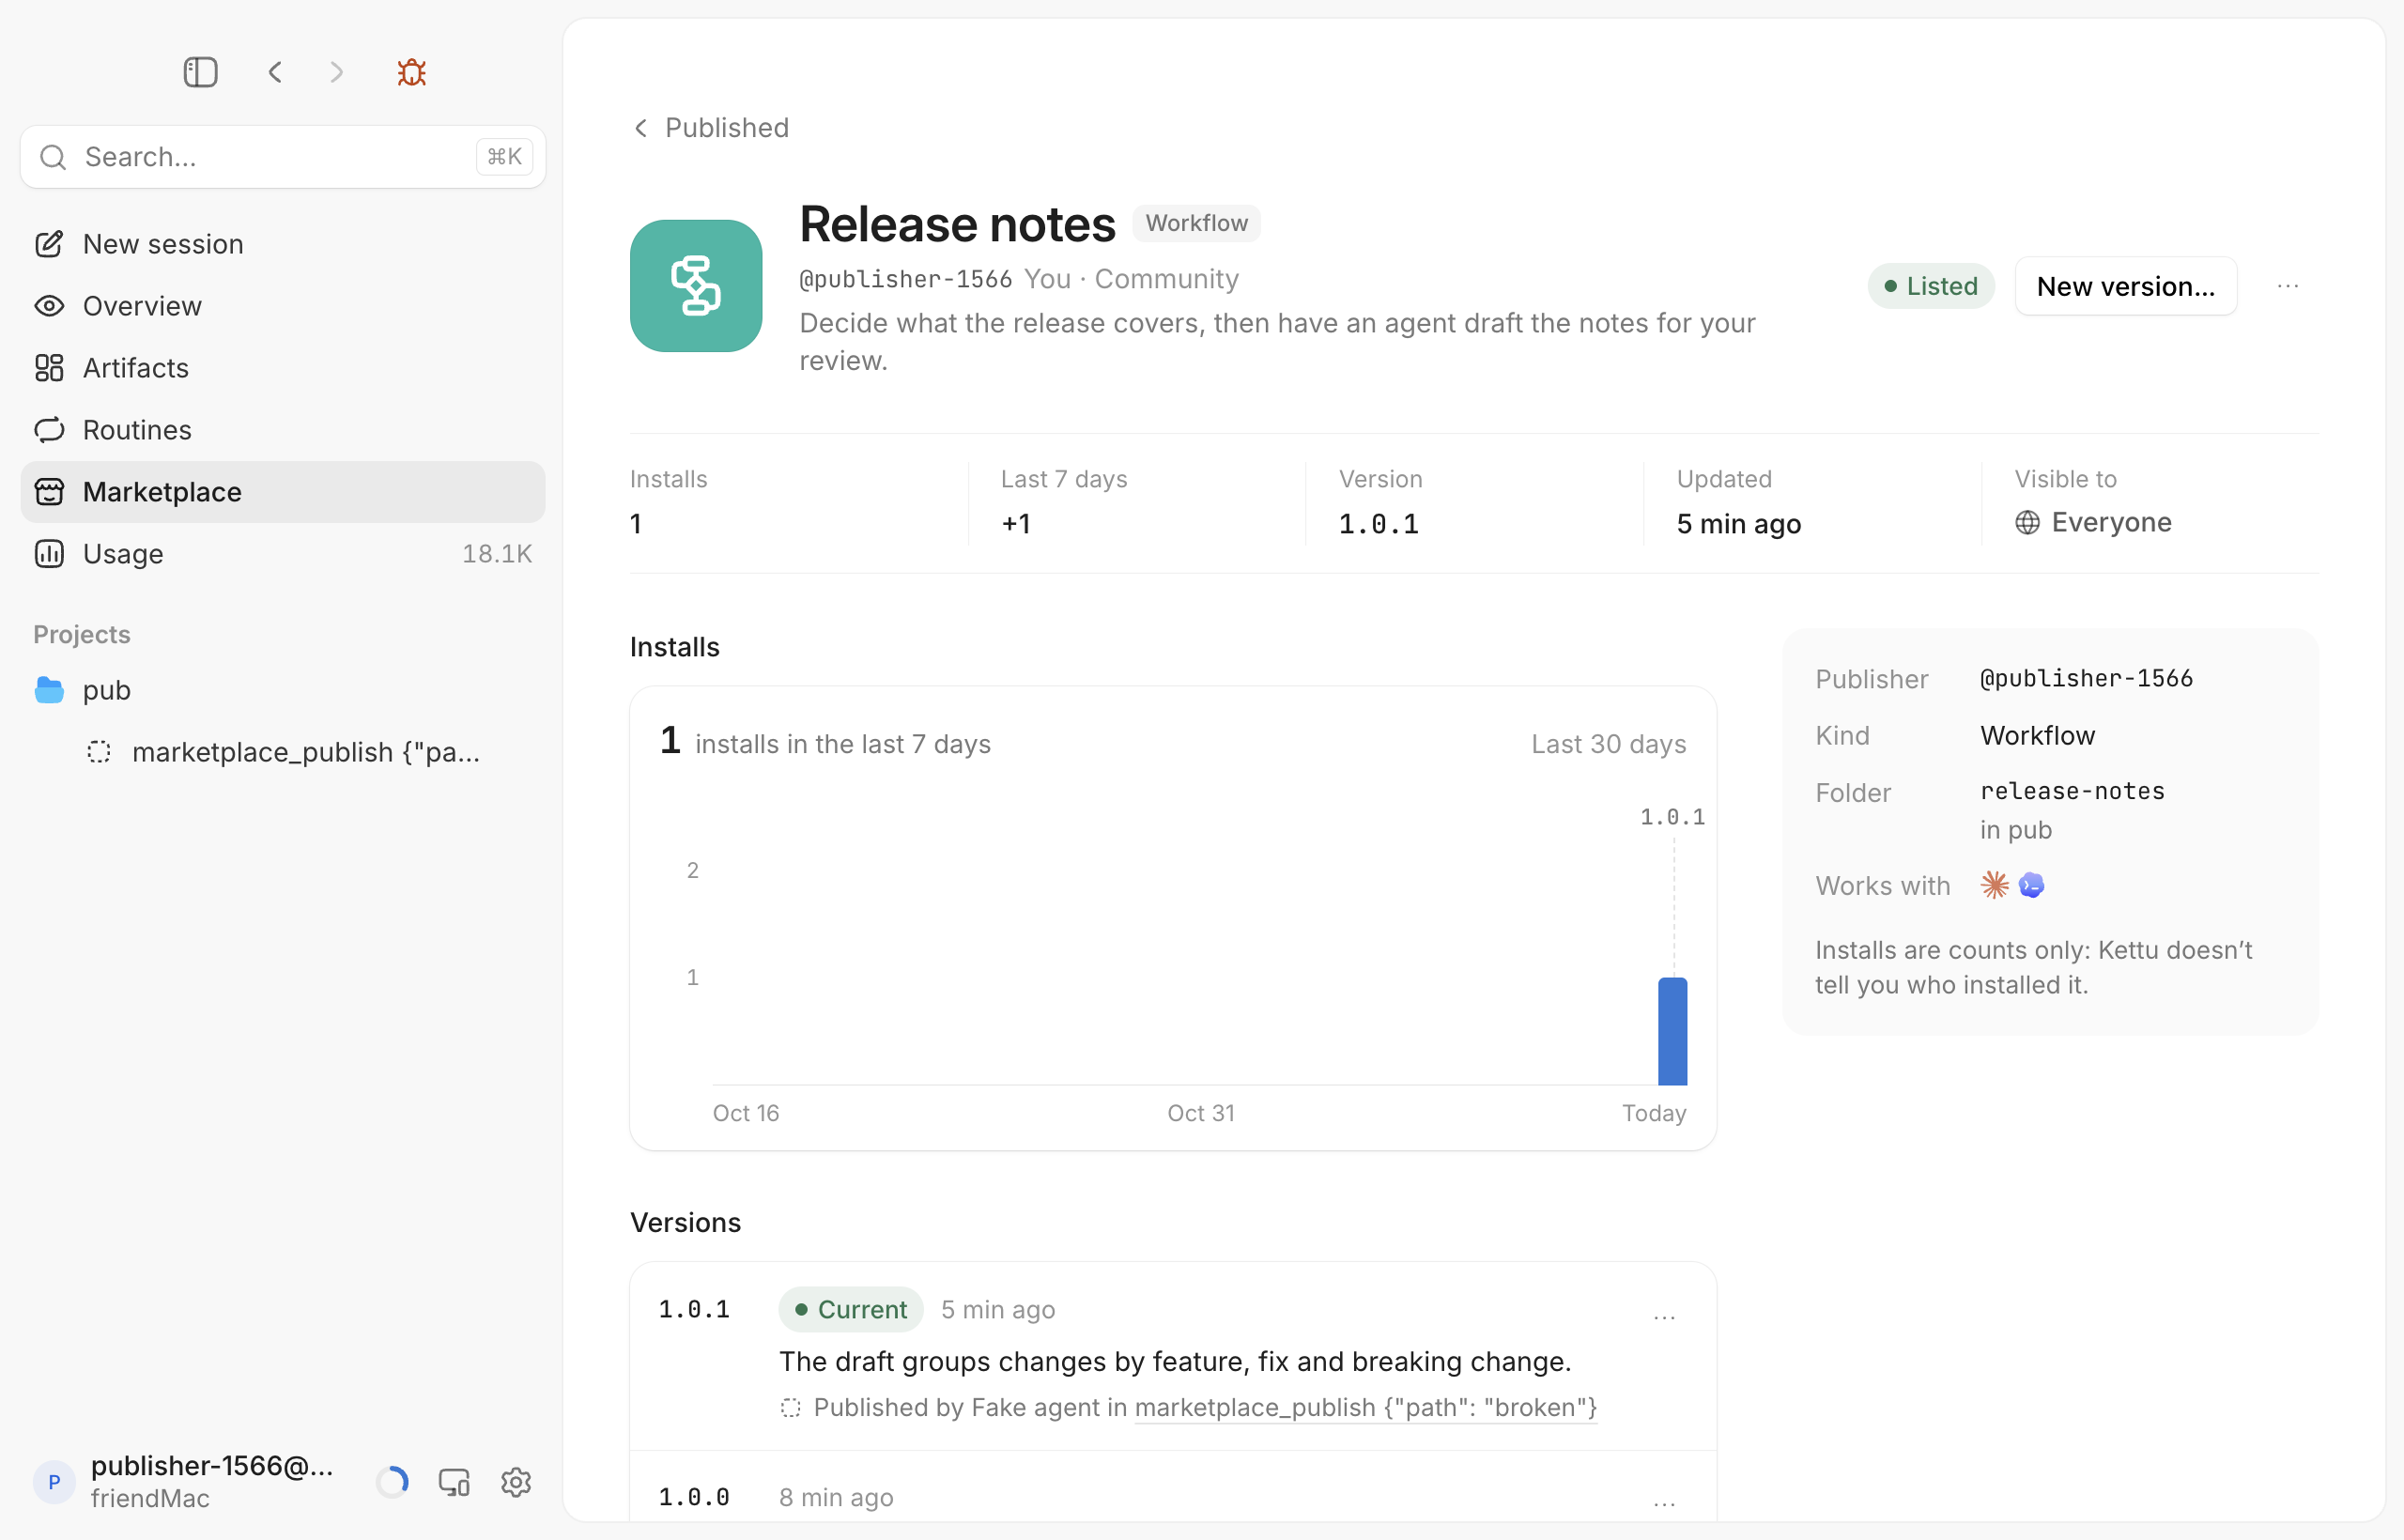 Search...
⌘K
New session
Overview
Artifacts
Routines
Marketplace
Usage
18.1K
Projects
pub
marketplace_publish {"pa...
publisher-1566@...
friendMac
P
Published
Release notes
Workflow
@publisher-1566 You · Community
Decide what the release covers, then have an agent draft the notes for your
review.
Listed
New version...
Installs
1
Last 7 days
+1
Version
1.0.1
Updated
5 min ago
Visible to
Everyone
Installs
1 installs in the last 7 days
Last 30 days
1.0.1
2
1
Oct 16
Oct 31
Today
Publisher
@publisher-1566
Kind
Workflow
Folder
release-notes
in pub
Works with
Installs are counts only: Kettu doesn’t
tell you who installed it.
Versions
1.0.1
Current
5 min ago
The draft groups changes by feature, fix and breaking change.
Published by Fake agent in marketplace_publish {"path": "broken"}
1.0.0
8 min ago